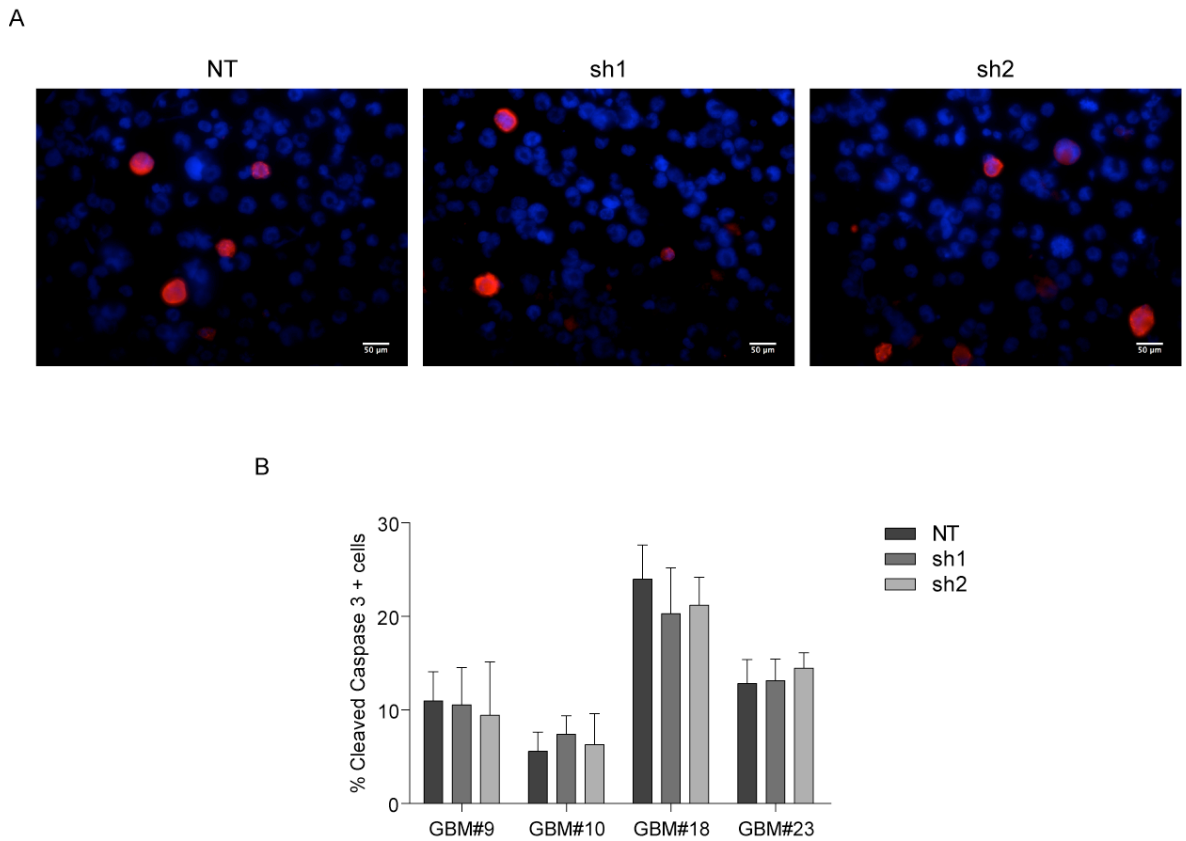 A
NT
sh1
sh2
50 µm
50 µm
50 µm
B
% Cleaved Caspase 3 + cells
30
20
10
0
GBM#9
GBM#10
GBM#18
GBM#23
NT
sh1
sh2